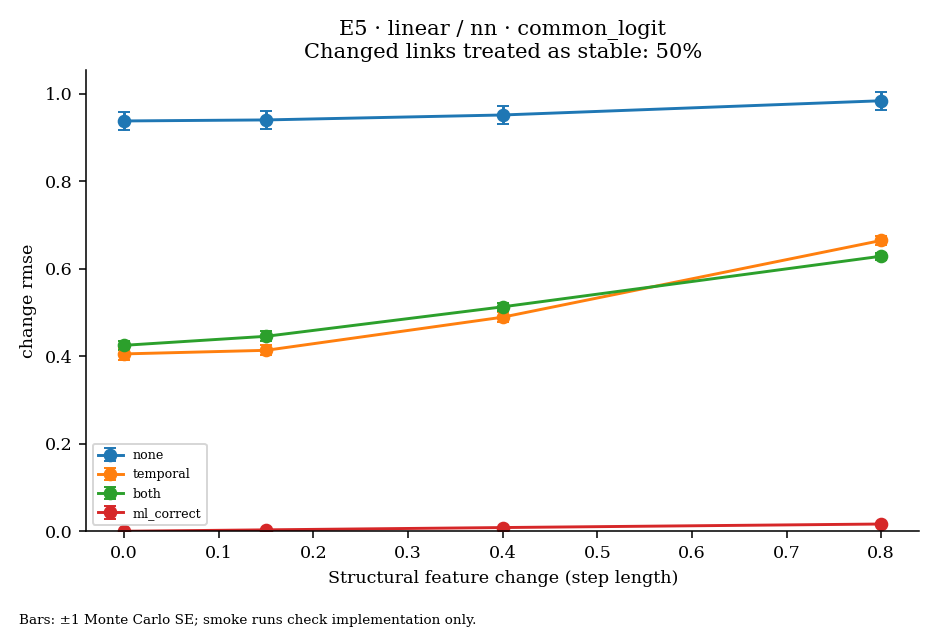 E5 · linear / nn · common_logit
Changed links treated as stable: 50%
change rmse
1.0
0.8
0.6
0.4
0.2
0.0
none
temporal
both
ml_correct
0.0 0.1 0.2 0.3 0.4 0.5 0.6 0.7 0.8
Structural feature change (step length)
Bars: ±1 Monte Carlo SE; smoke runs check implementation only.